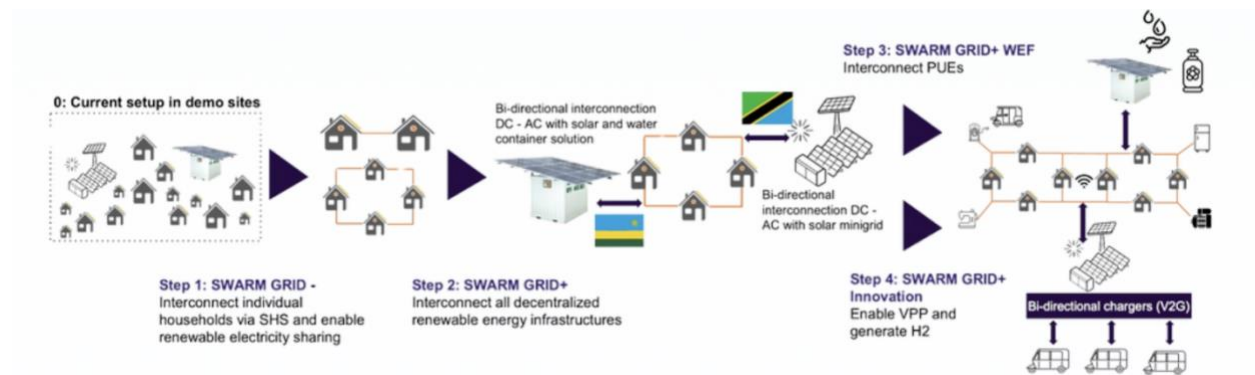 0: Current setup in demo sites
Step 1: SWARM GRID -
Interconnect individual
households via SHS and enable
renewable electricity sharing
Bi-directional interconnection
DC - AC with solar and water
container solution
Step 2: SWARM GRID+
Interconnect all decentralized
renewable energy infrastructures
Bi-directional
interconnection DC -
AC with solar minigrid
Step 3: SWARM GRID+ WEF
Interconnect PUEs
Step 4: SWARM GRID+
Innovation
Enable VPP and
generate H2
Bi-directional chargers (V2G)